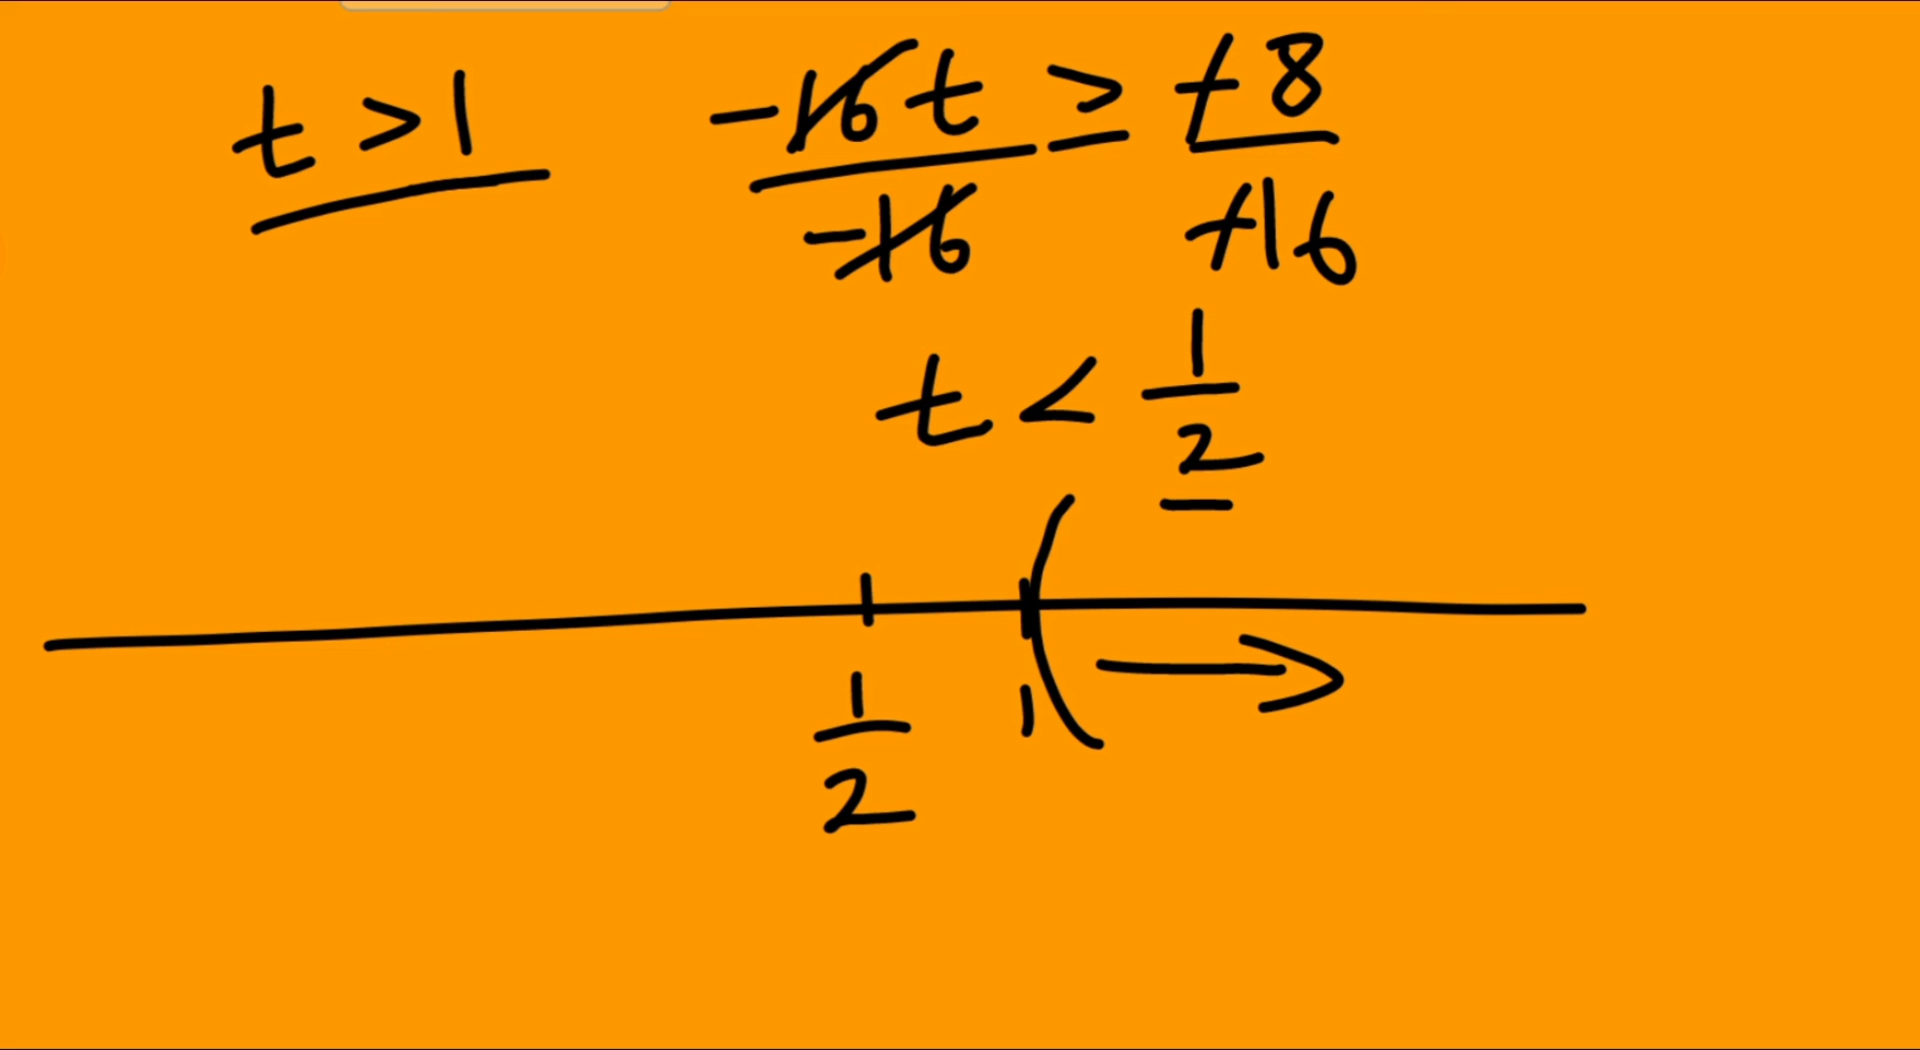 t > 1
-16t ≥ +8
-16 +16
t < 1/2
1/2 1